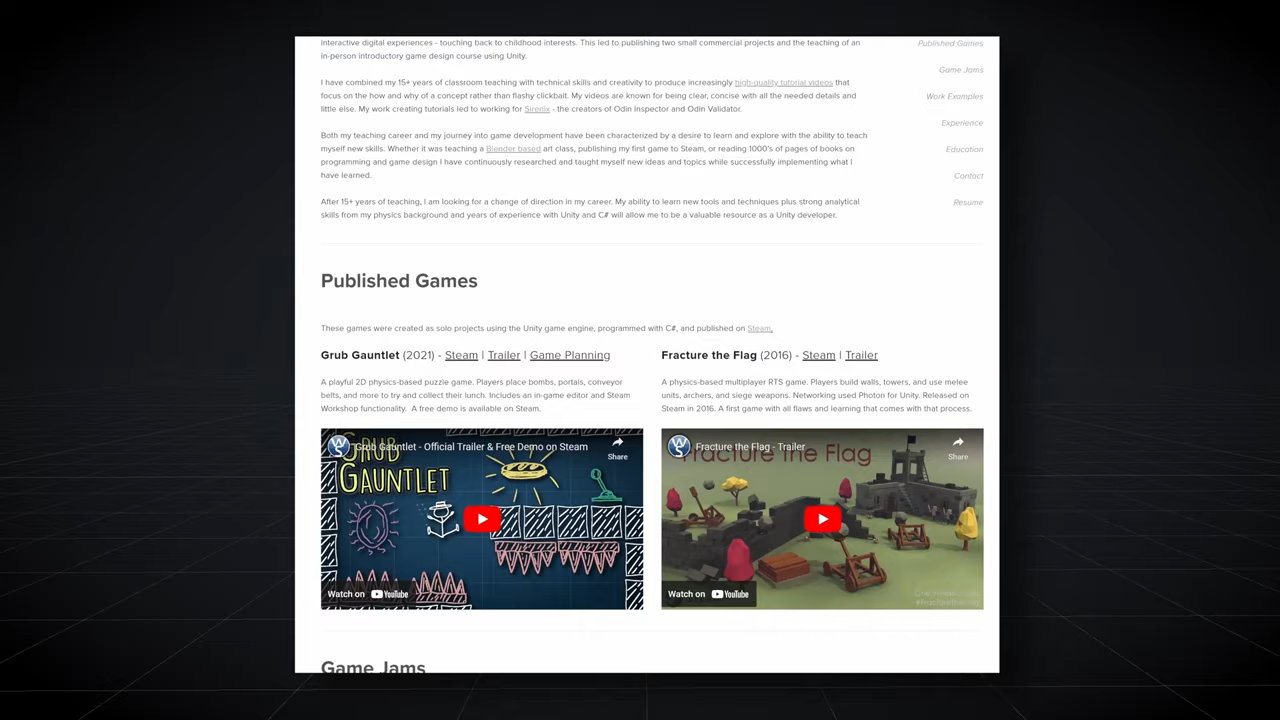 interactive digital experiences - touching back to childhood interests. This led to publishing two small commercial projects and the teaching of an
in-person introductory game design course using Unity.
I have combined my 15+ years of classroom teaching with technical skills and creativity to produce increasingly high-quality tutorial videos that
focus on the how and why of a concept rather than flashy clickbait. My videos are known for being clear, concise with all the needed details and
little else. My work creating tutorials led to working for Sirenix - the creators of Odin Inspector and Odin Validator.
Both my teaching career and my journey into game development have been characterized by a desire to learn and explore with the ability to teach
myself new skills. Whether it was teaching a Blender based art class, publishing my first game to Steam, or reading 1000's of pages of books on
programming and game design I have continuously researched and taught myself new ideas and topics while successfully implementing what I
have learned.
After 15+ years of teaching, I am looking for a change of direction in my career. My ability to learn new tools and techniques plus strong analytical
skills from my physics background and years of experience with Unity and C# will allow me to be a valuable resource as a Unity developer.
Published Games
Game Jams
Work Examples
Experience
Education
Contact
Resume
Published Games
These games were created as solo projects using the Unity game engine, programmed with C#, and published on Steam.
Grub Gauntlet (2021) - Steam | Trailer | Game Planning
A playful 2D physics-based puzzle game. Players place bombs, portals, conveyor
belts, and more to try and collect their lunch. Includes an in-game editor and Steam
Workshop functionality. A free demo is available on Steam.
Grub Gauntlet - Official Trailer & Free Demo on Steam
Share
GRUB
GAUNTLET
Watch on YouTube
Fracture the Flag (2016) - Steam | Trailer
A physics-based multiplayer RTS game. Players build walls, towers, and use melee
units, archers, and siege weapons. Networking used Photon for Unity. Released on
Steam in 2016. A first game with all flaws and learning that comes with that process.
Fracture the Flag - Trailer
Share
Fracture the Flag
Watch on YouTube
Game Jams